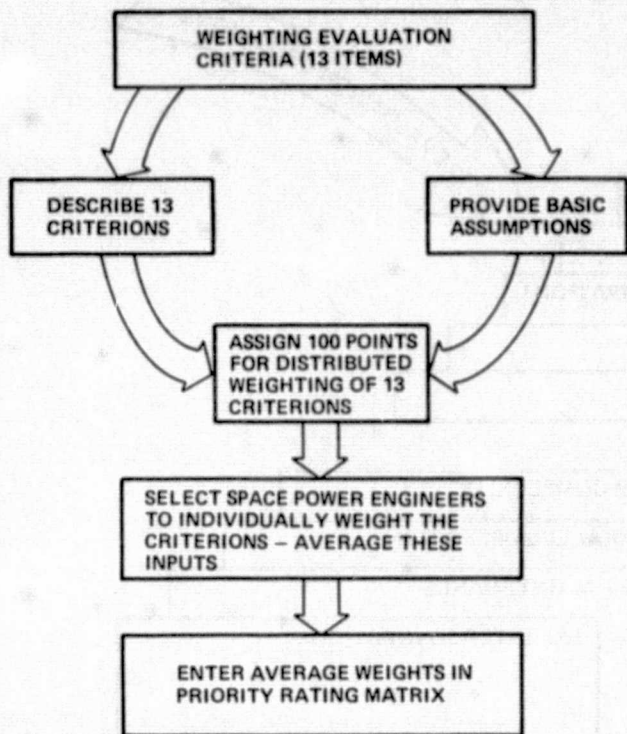 WEIGHTING EVALUATION
CRITERIA (13 ITEMS)
DESCRIBE 13
CRITERIONS
PROVIDE BASIC
ASSUMPTIONS
ASSIGN 100 POINTS
FOR DISTRIBUTED
WEIGHTING OF 13
CRITERIONS
SELECT SPACE POWER ENGINEERS
TO INDIVIDUALLY WEIGHT THE
CRITERIONS – AVERAGE THESE
INPUTS
ENTER AVERAGE WEIGHTS IN
PRIORITY RATING MATRIX